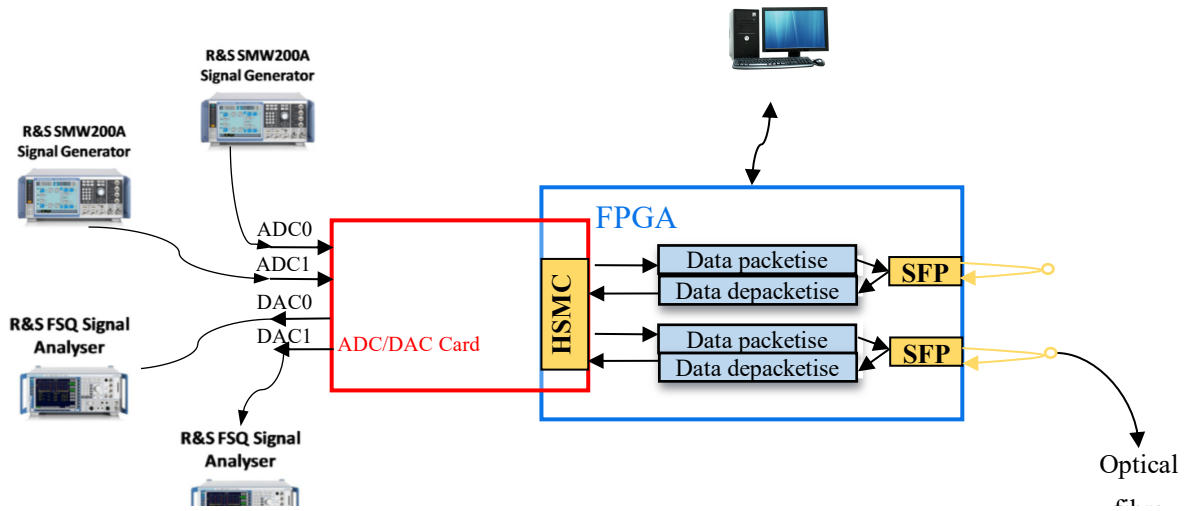 R&S SMW200A
Signal Generator
R&S SMW200A
Signal Generator
FPGA
ADC0
ADC1
DAC0
DAC1
ADC/DAC Card
HSMC
Data packetise
Data depacketise
SFP
Data packetise
Data depacketise
SFP
R&S FSQ Signal
Analyser
R&S FSQ Signal
Analyser
Optical